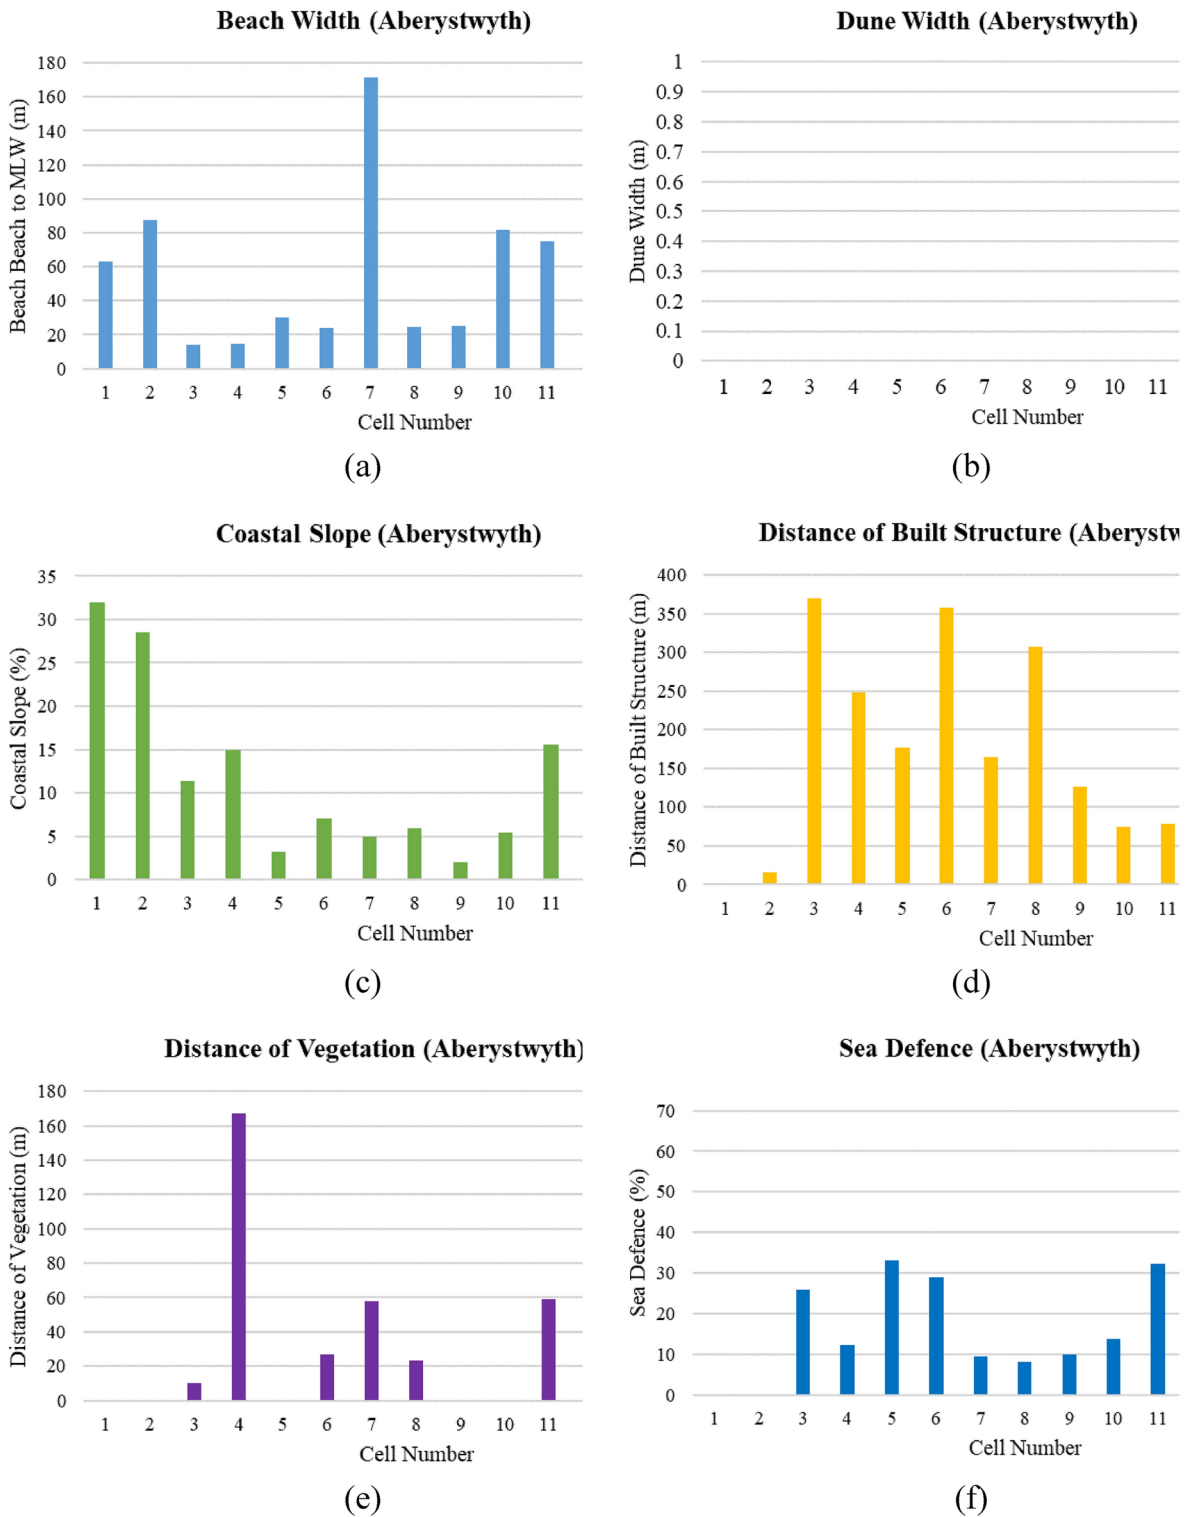 Beach Width (Aberystwyth)
Beach Beach to MLW (m)
180
160
140
120
100
80
60
40
20
0
1 2 3 4 5 6 7 8 9 10 11
Cell Number
(a)
Dune Width (Aberystwyth)
Dune Width (m)
1
0.9
0.8
0.7
0.6
0.5
0.4
0.3
0.2
0.1
0
1 2 3 4 5 6 7 8 9 10 11
Cell Number
(b)
Coastal Slope (Aberystwyth)
Coastal Slope (%)
35
30
25
20
15
10
5
0
1 2 3 4 5 6 7 8 9 10 11
Cell Number
(c)
Distance of Built Structure (Aberystw
Distance of Built Structure (m)
400
350
300
250
200
150
100
50
0
1 2 3 4 5 6 7 8 9 10 11
Cell Number
(d)
Distance of Vegetation (Aberystwyth)
Distance of Vegetation (m)
180
160
140
120
100
80
60
40
20
0
1 2 3 4 5 6 7 8 9 10 11
Cell Number
(e)
Sea Defence (Aberystwyth)
Sea Defence (%)
70
60
50
40
30
20
10
0
1 2 3 4 5 6 7 8 9 10 11
Cell Number
(f)